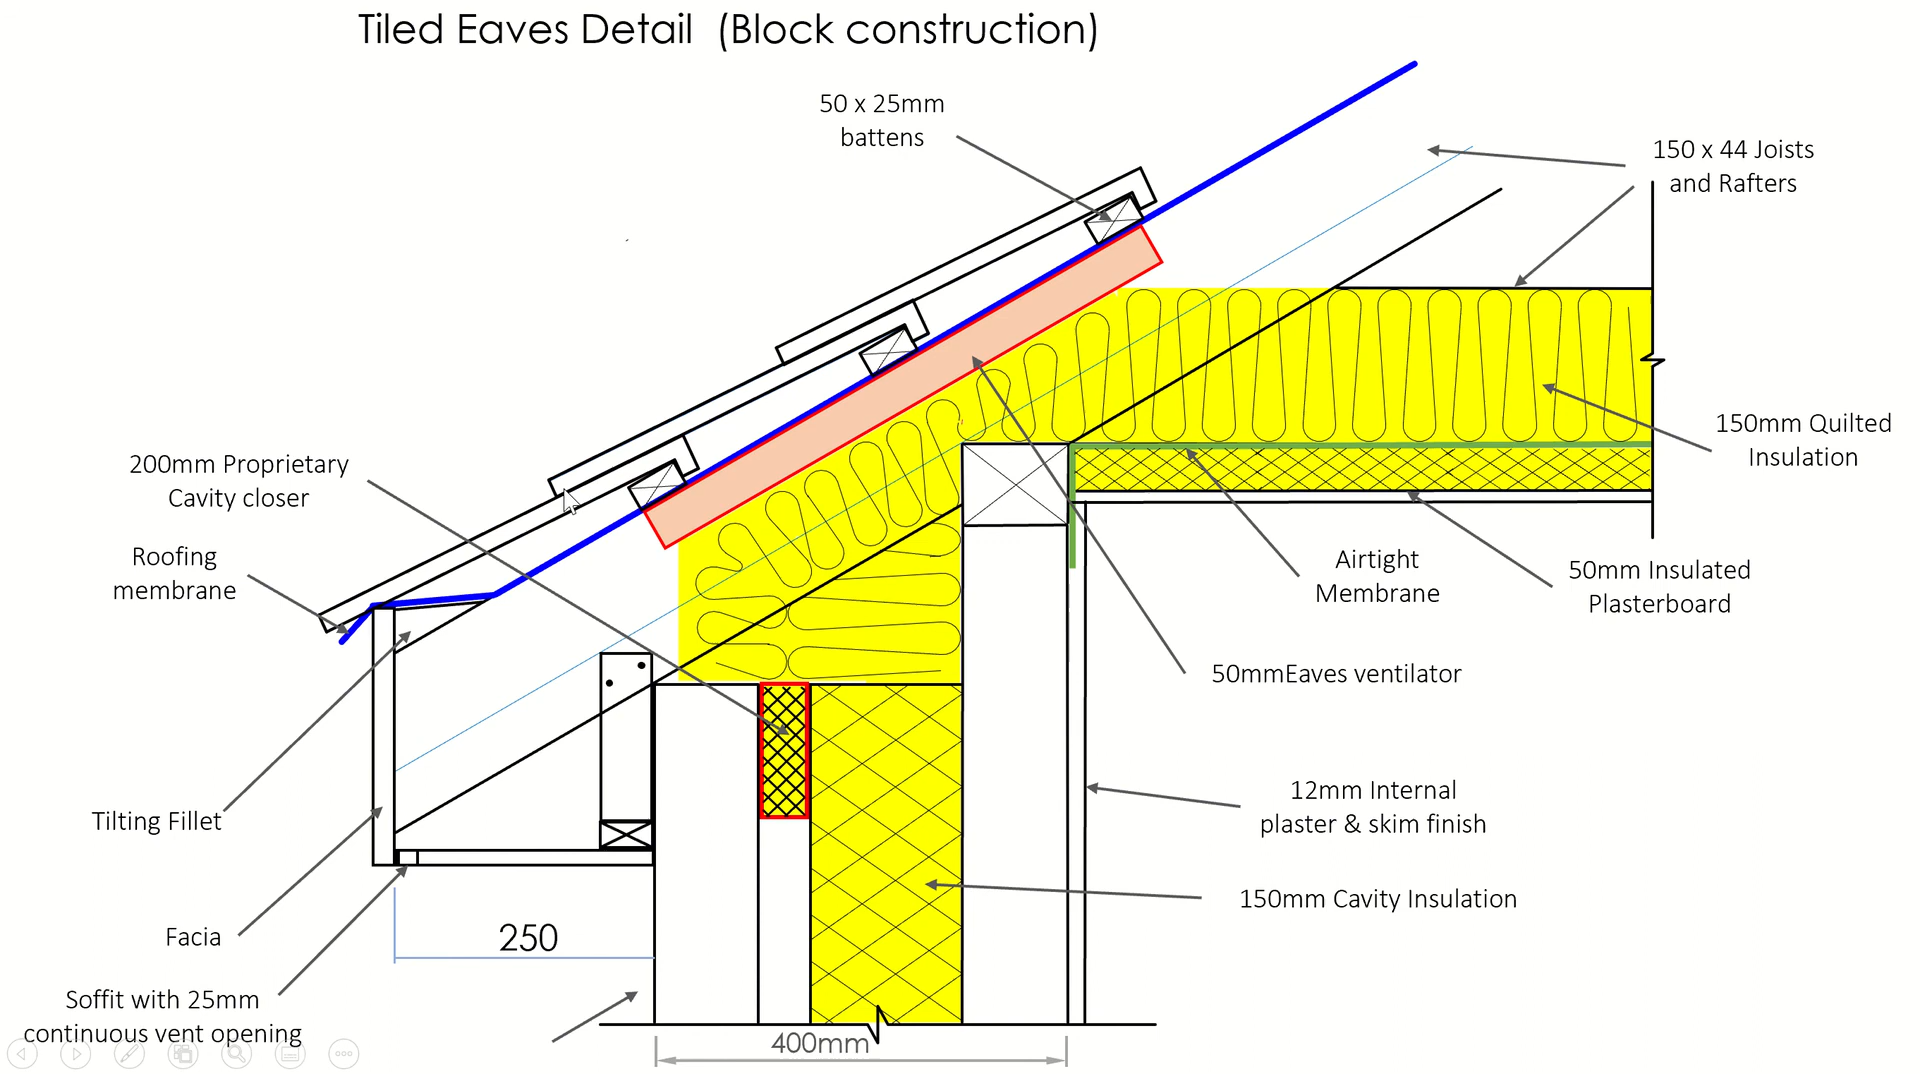 Tiled Eaves Detail  (Block construction)
50 x 25mm
battens
150 x 44 Joists
and Rafters
200mm Proprietary
Cavity closer
150mm Quilted
Insulation
Roofing
membrane
Airtight
Membrane
50mm Insulated
Plasterboard
50mmEaves ventilator
Tilting Fillet
12mm Internal
plaster & skim finish
150mm Cavity Insulation
Facia
250
Soffit with 25mm
continuous vent opening
400mm